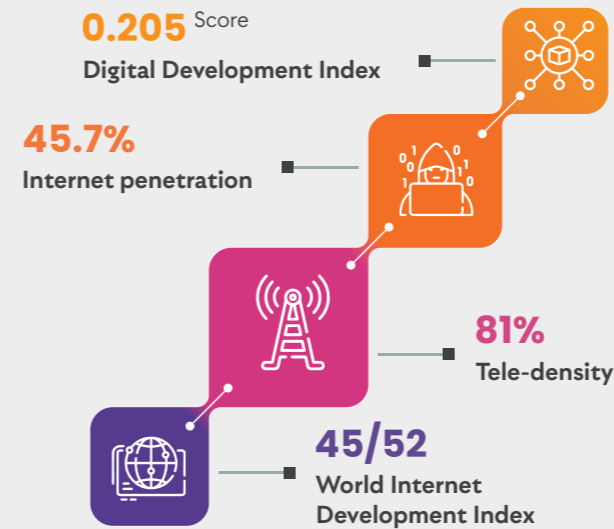 0.205 Score
Digital Development Index
45.7%
Internet penetration
81%
Tele-density
45/52
World Internet
Development Index